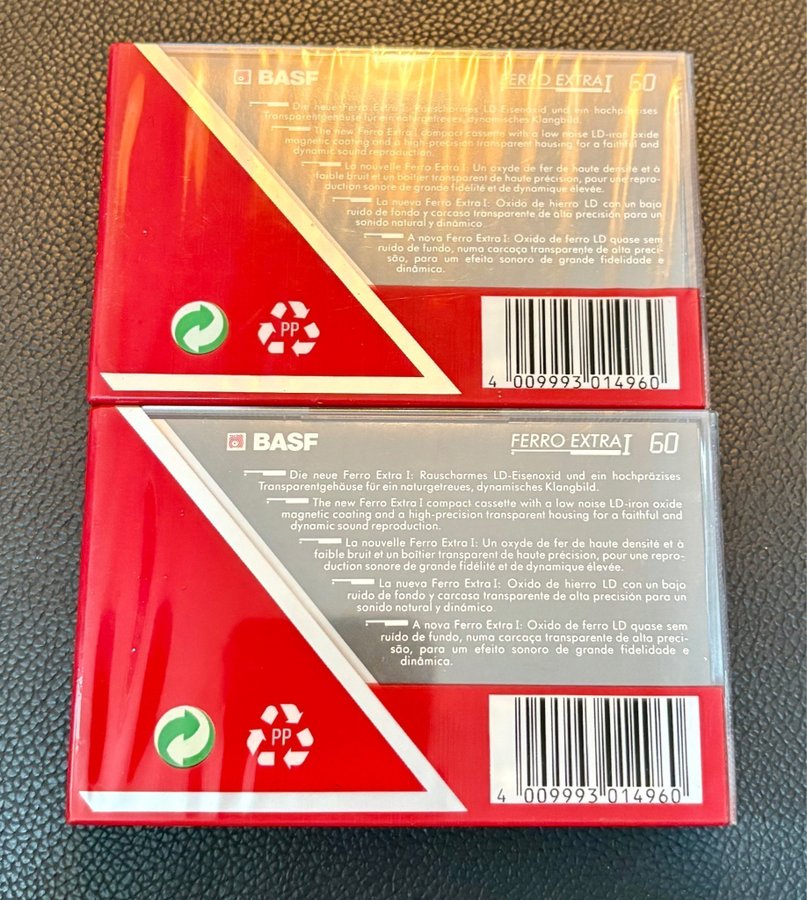 BASF FERRO EXTRA I 60
Die neue Ferro Extra I: Rauscharmes LD-Eisenoxid und ein hochpräzises
Transparentgehäuse für ein naturgetreues, dynamisches Klangbild.
The new Ferro Extra I compact cassette with a low noise LD-iron oxide
magnetic coating and a high-precision transparent housing for a faithful and
dynamic sound reproduction.
La nouvelle Ferro Extra I: Un oxyde de fer de haute densité et à
faible bruit et un boîtier transparent de haute précision, pour une repro-
duction sonore de grande fidélité et de dynamique élevée.
La nueva Ferro Extra I: Oxido de hierro LD con un bajo
ruido de fondo y carcasa transparente de alta precisión para un
sonido natural y dinámico.
A nova Ferro Extra I: Oxido de ferro LD quase sem
ruído de fundo, numa carcaça transparente de alta preci-
são, para um efeito sonoro de grande fidelidade e
dinâmica.
PP
4 009993 014960
BASF FERRO EXTRA I 60
Die neue Ferro Extra I: Rauscharmes LD-Eisenoxid und ein hochpräzises
Transparentgehäuse für ein naturgetreues, dynamisches Klangbild.
The new Ferro Extra I compact cassette with a low noise LD-iron oxide
magnetic coating and a high-precision transparent housing for a faithful and
dynamic sound reproduction.
La nouvelle Ferro Extra I: Un oxyde de fer de haute densité et à
faible bruit et un boîtier transparent de haute précision, pour une repro-
duction sonore de grande fidélité et de dynamique élevée.
La nueva Ferro Extra I: Oxido de hierro LD con un bajo
ruido de fondo y carcasa transparente de alta precisión para un
sonido natural y dinámico.
A nova Ferro Extra I: Oxido de ferro LD quase sem
ruído de fundo, numa carcaça transparente de alta preci-
são, para um efeito sonoro de grande fidelidade e
dinâmica.
PP
4 009993 014960